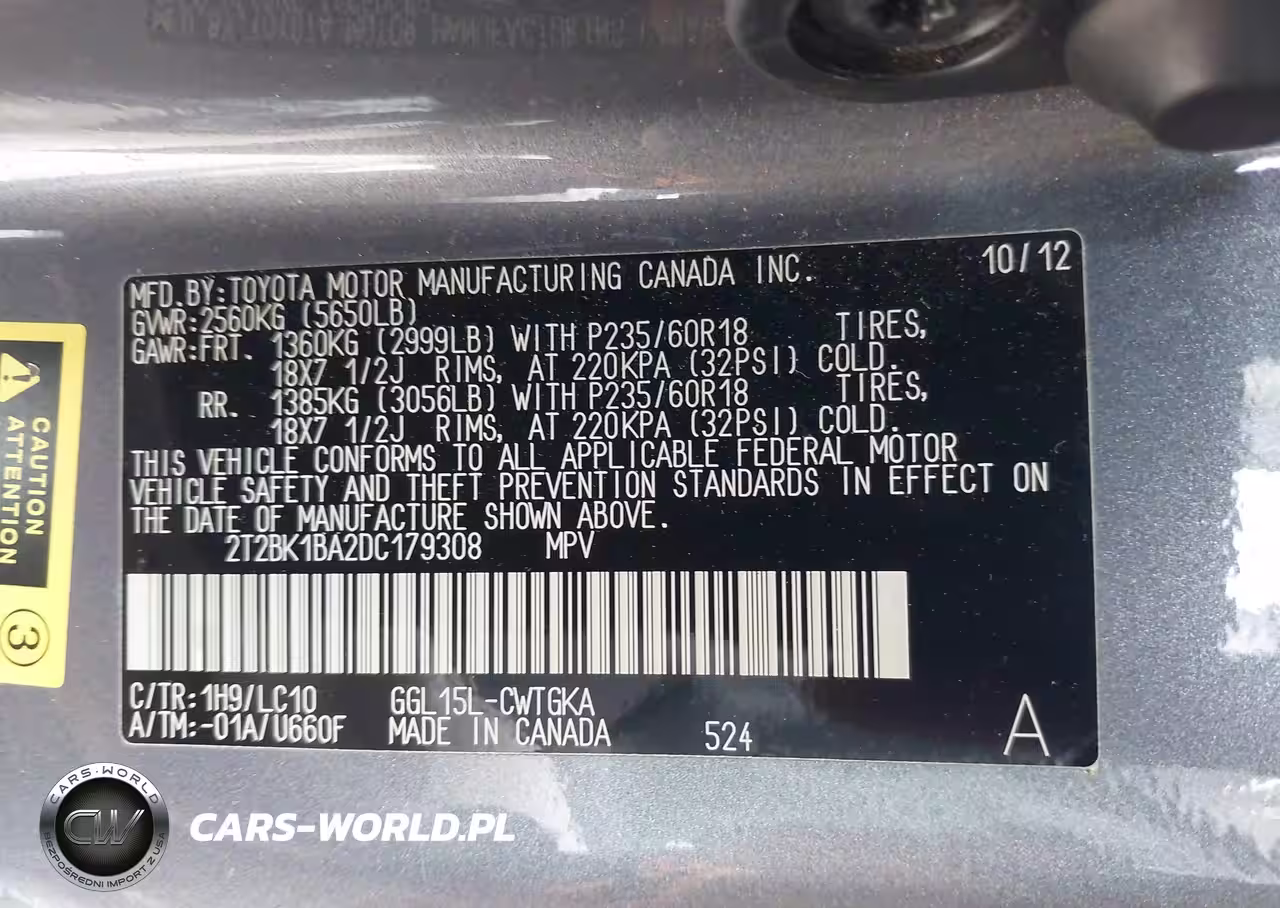 MFD.BY:TOYOTA MOTOR MANUFACTURING CANADA INC. 10/12
GVWR:2560KG (5650LB)
GAWR:FRT. 1360KG (2999LB) WITH P235/60R18 TIRES,
18X7 1/2J RIMS, AT 220KPA (32PSI) COLD.
RR. 1385KG (3056LB) WITH P235/60R18 TIRES,
18X7 1/2J RIMS, AT 220KPA (32PSI) COLD.
THIS VEHICLE CONFORMS TO ALL APPLICABLE FEDERAL MOTOR
VEHICLE SAFETY AND THEFT PREVENTION STANDARDS IN EFFECT ON
THE DATE OF MANUFACTURE SHOWN ABOVE.
2T2BK1BA2DC179308 MPV
C/TR:1H9/LC10 GGL15L-CWTGKA
A/TM:-01A/U660F MADE IN CANADA 524 A
CAUTION
ATTENTION
3
CARS-WORLD
CW
BEZPOŚREDNI IMPORT Z USA
CARS-WORLD.PL